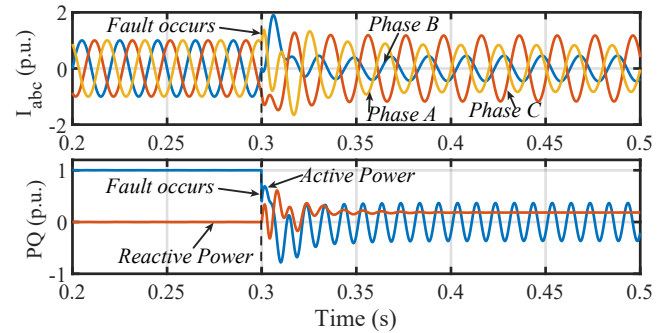 I_abc (p.u.)
2
0
-2
Fault occurs
Phase B
Phase A
Phase C
0.2
0.25
0.3
0.35
0.4
0.45
0.5
PQ (p.u.)
1
0
-1
Fault occurs
Active Power
Reactive Power
0.2
0.25
0.3
0.35
0.4
0.45
0.5
Time (s)